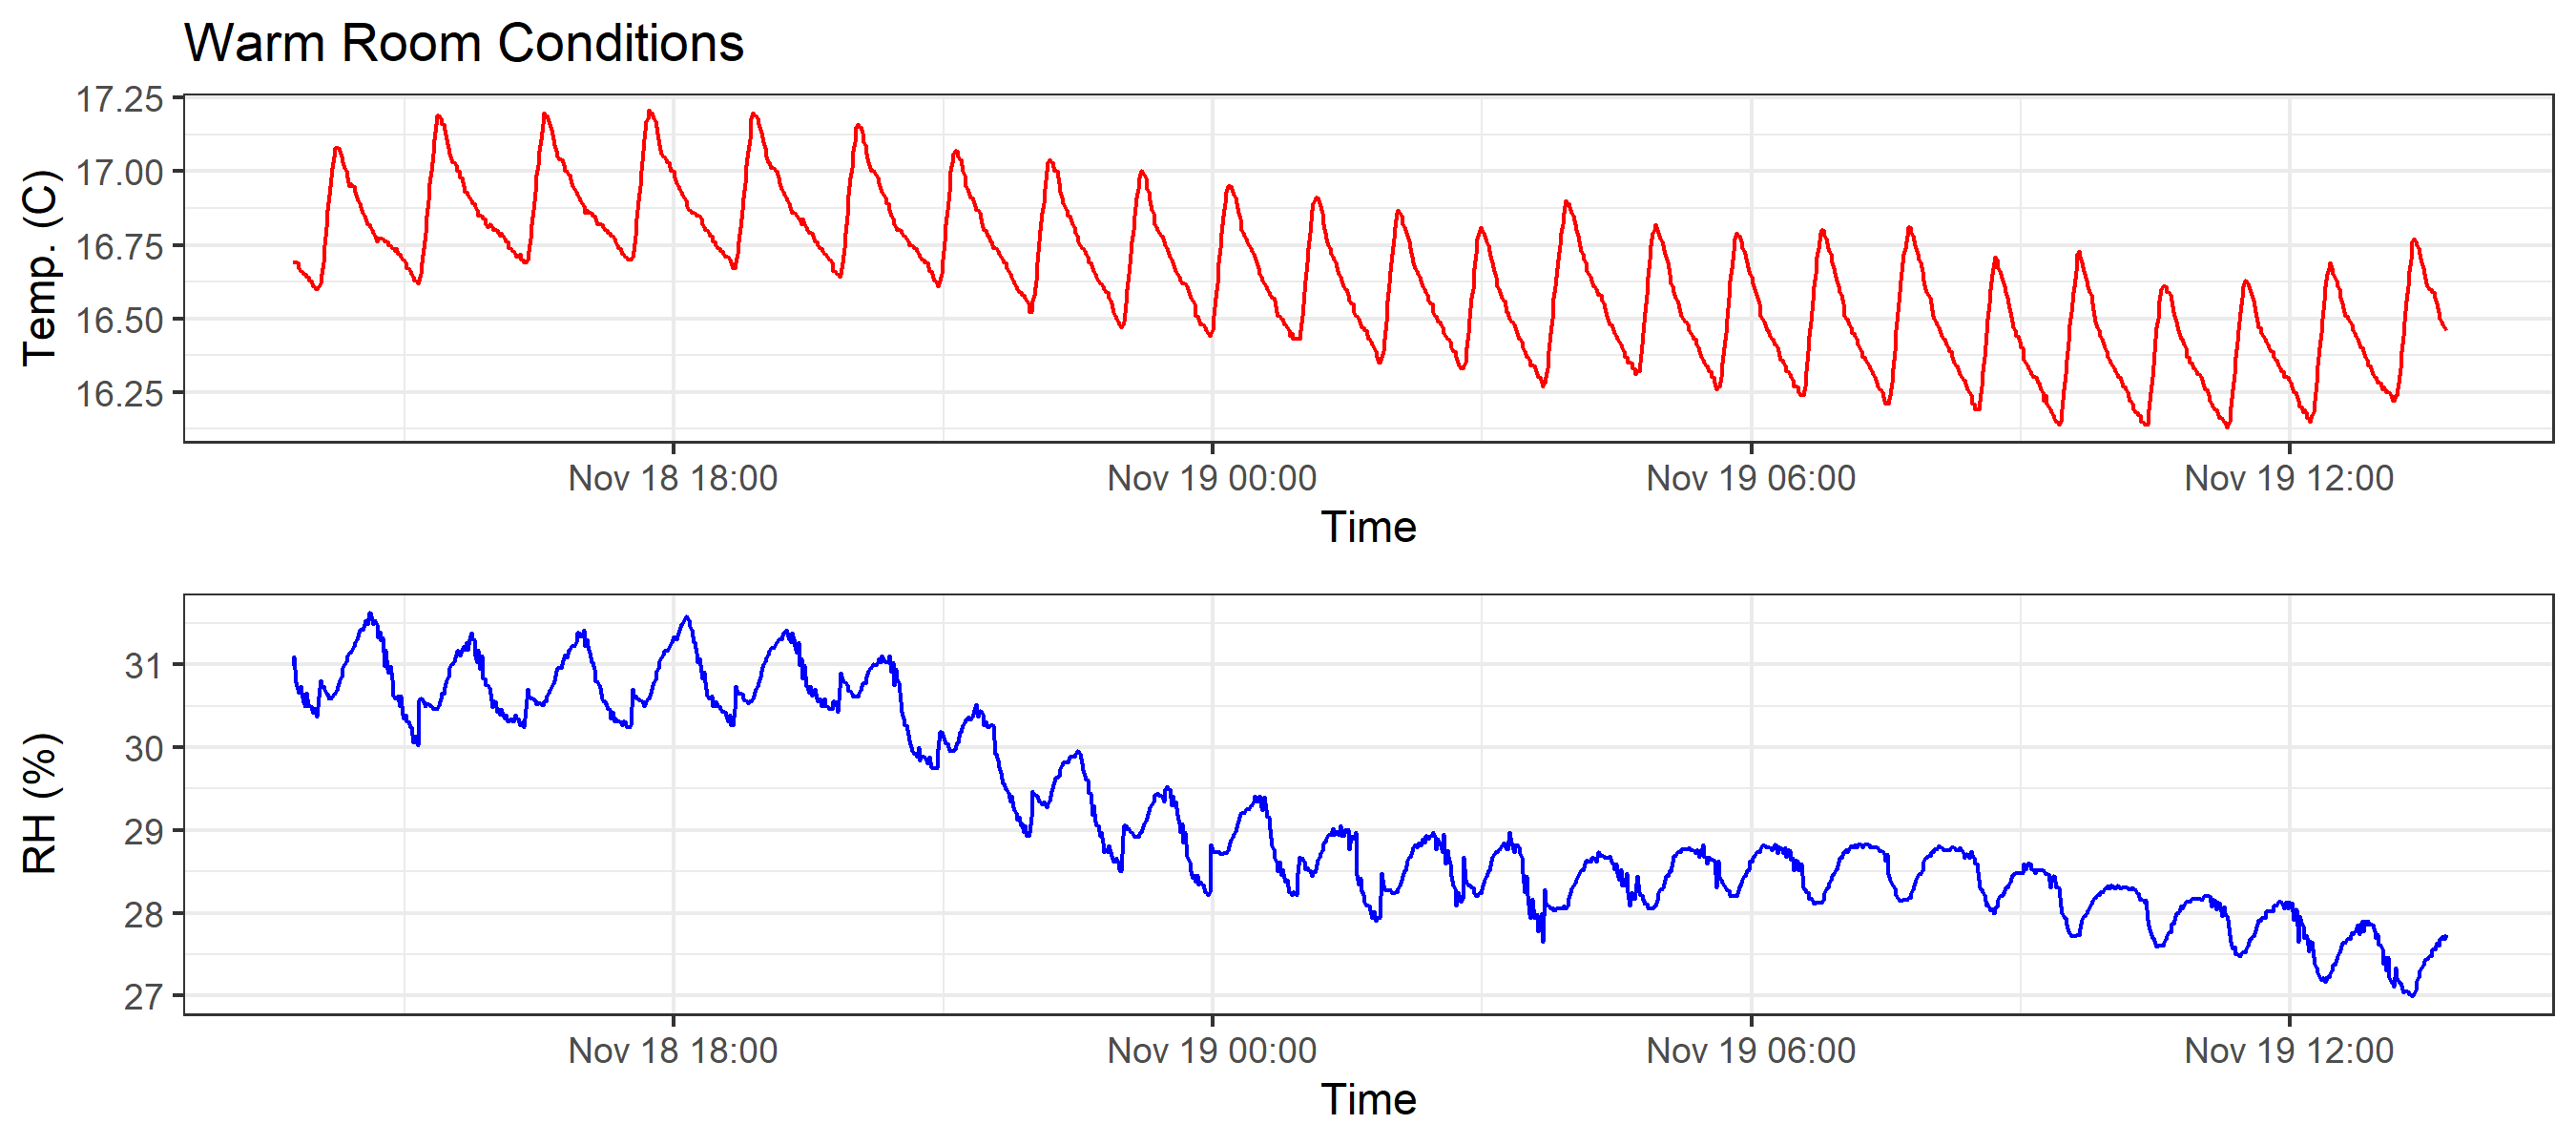 Warm Room Conditions
17.25
17.00
16.75
16.50
16.25
Temp. (C)
Nov 18 18:00 Nov 19 00:00 Nov 19 06:00 Nov 19 12:00
Time
31
30
29
28
27
RH (%)
Nov 18 18:00 Nov 19 00:00 Nov 19 06:00 Nov 19 12:00
Time